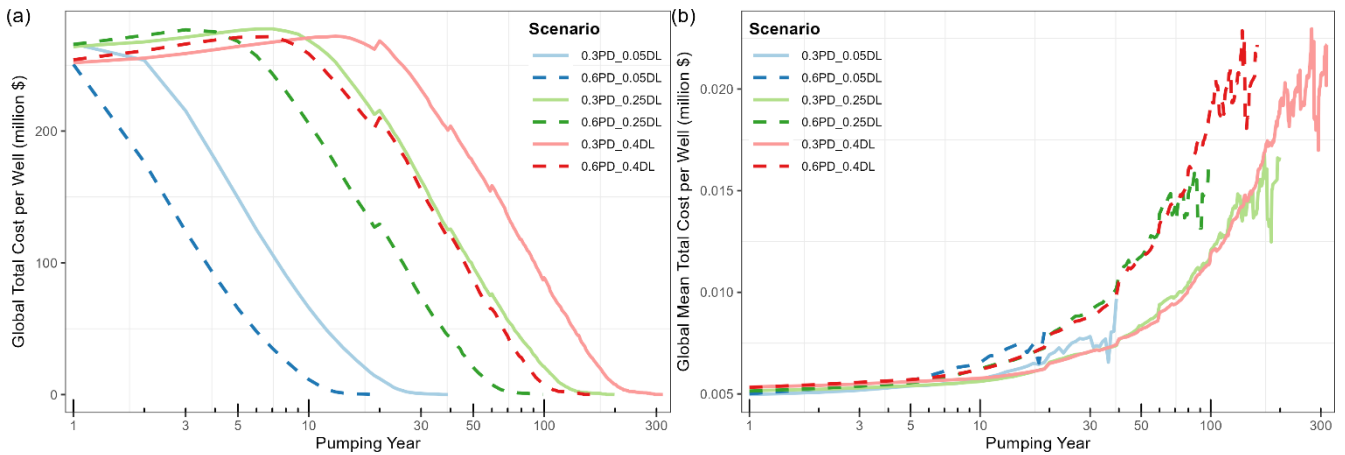 (a)
Global Total Cost per Well (million $)
200
100
0
1
3
5
10
30
50
100
300
Pumping Year
Scenario
0.3PD_0.05DL
0.6PD_0.05DL
0.3PD_0.25DL
0.6PD_0.25DL
0.3PD_0.4DL
0.6PD_0.4DL
(b)
Global Mean Total Cost per Well (million $)
0.020
0.015
0.010
0.005
1
3
5
10
30
50
100
300
Pumping Year
Scenario
0.3PD_0.05DL
0.6PD_0.05DL
0.3PD_0.25DL
0.6PD_0.25DL
0.3PD_0.4DL
0.6PD_0.4DL